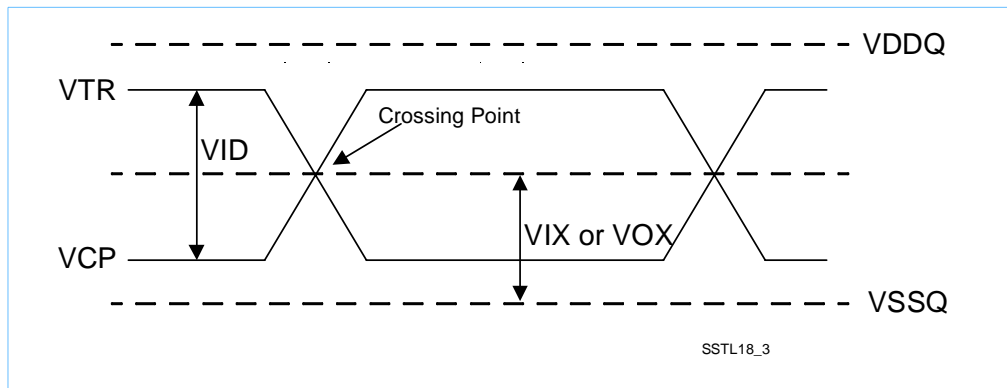 VDDQ
VTR
Crossing Point
VID
VIX or VOX
VCP
VSSQ
SSTL18_3